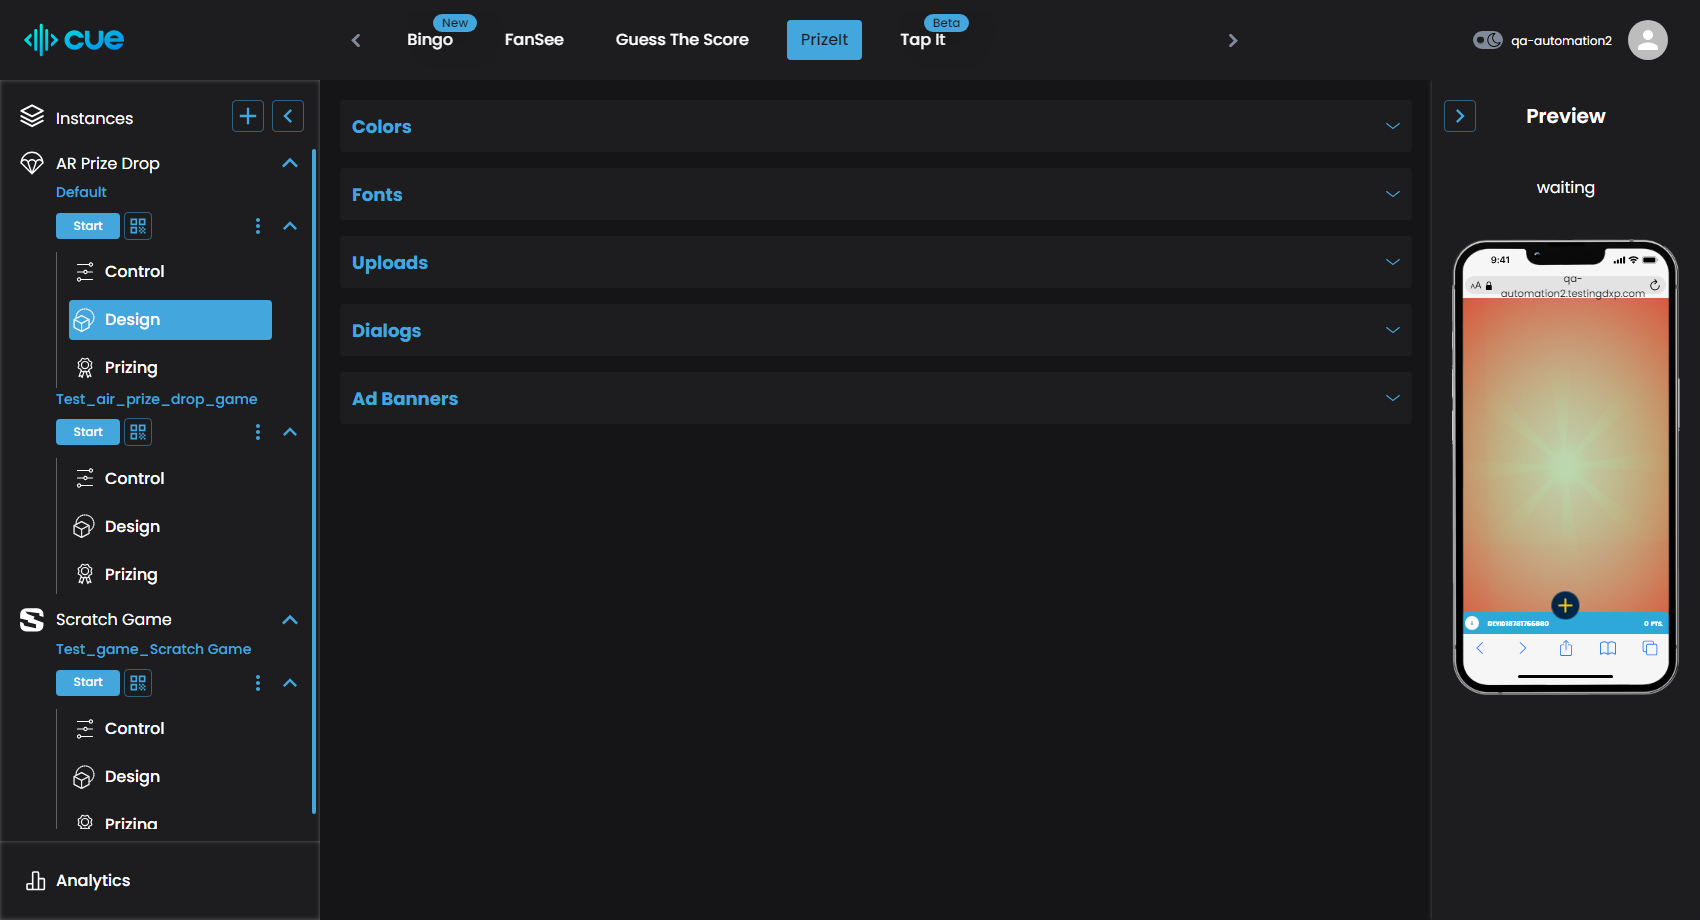 cue
Bingo
New
FanSee
Guess The Score
PrizeIt
Tap It
Beta
qa-automation2
Instances
AR Prize Drop
Default
Start
Control
Design
Prizing
Test_air_prize_drop_game
Start
Control
Design
Prizing
Scratch Game
Test_game_Scratch Game
Start
Control
Design
Prizing
Analytics
Colors
Fonts
Uploads
Dialogs
Ad Banners
Preview
waiting
9:41
AA
qa-
automation2.testingdxp.com
0 PTS.